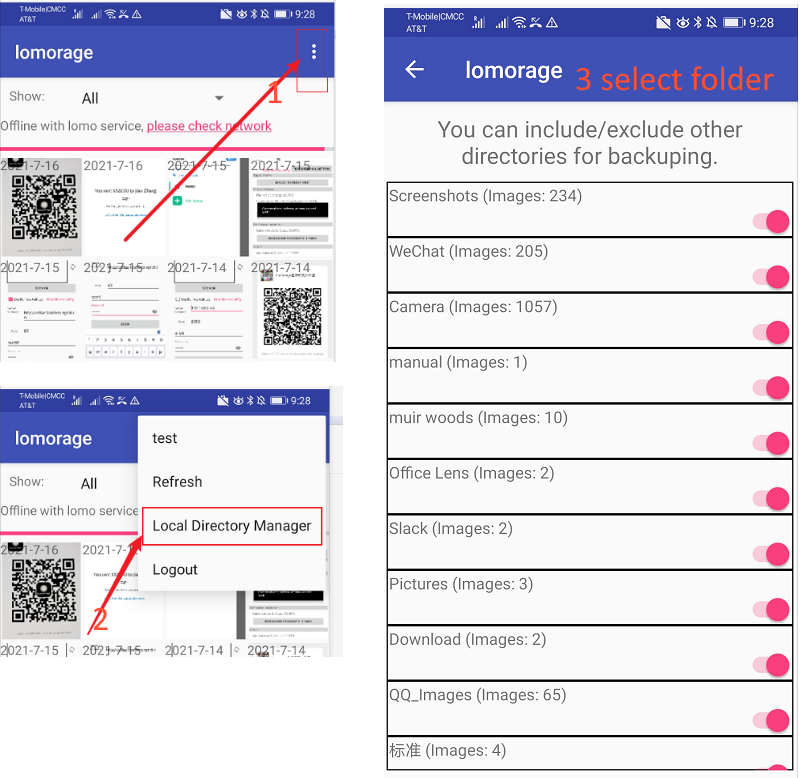 T-Mobile|CMCC
AT&T
9:28
lomorage
1
Show: All
Offline with lomo service, please check network
2021-7-16 2021-7-16 2021-7-15 2021-7-15
2021-7-15 2021-7-15 2021-7-14 2021-7-14
T-Mobile|CMCC
AT&T
9:28
lomorage
test
Refresh
Local Directory Manager
Logout
Show: All
Offline with lomo service
2021-7-16
2
2021-7-15 2021-7-15 2021-7-14 2021-7-14
T-Mobile|CMCC
AT&T
9:28
lomorage
3 select folder
You can include/exclude other
directories for backuping.
Screenshots (Images: 234)
WeChat (Images: 205)
Camera (Images: 1057)
manual (Images: 1)
muir woods (Images: 10)
Office Lens (Images: 2)
Slack (Images: 2)
Pictures (Images: 3)
Download (Images: 2)
QQ_Images (Images: 65)
标准 (Images: 4)